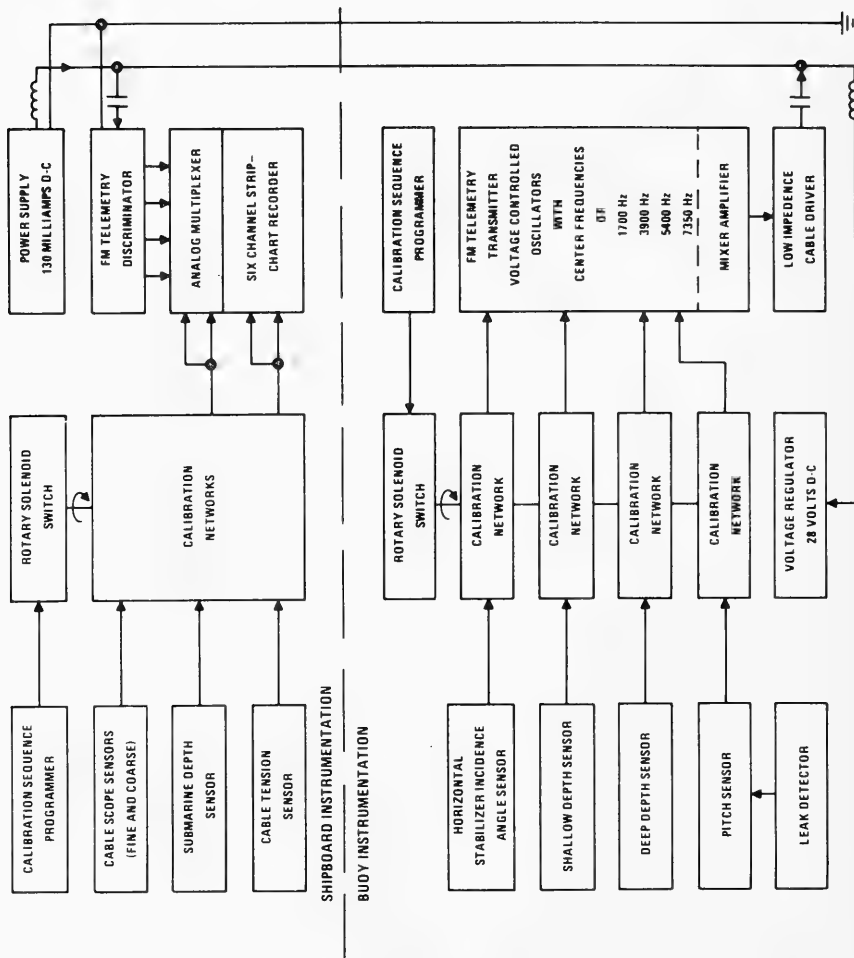 CALIBRATION SEQUENCE
PROGRAMMER
CABLE SCOPE SENSORS
(FINE AND COARSE)
SUBMARINE DEPTH
SENSOR
CABLE TENSION
SENSOR
ROTARY SOLENOID
SWITCH
CALIBRATION
NETWORKS
POWER SUPPLY
130 MILLIAMPS D-C
FM TELEMETRY
DISCRIMINATOR
ANALOG MULTIPLEXER
SIX CHANNEL STRIP-
CHART RECORDER
SHIPBOARD INSTRUMENTATION
BUOY INSTRUMENTATION
HORIZONTAL
STABILIZER INCIDENCE
ANGLE SENSOR
SHALLOW DEPTH SENSOR
DEEP DEPTH SENSOR
PITCH SENSOR
LEAK DETECTOR
ROTARY SOLENOID
SWITCH
CALIBRATION
NETWORK
CALIBRATION
NETWORK
CALIBRATION
NETWORK
CALIBRATION
NETWORK
VOLTAGE REGULATOR
28 VOLTS D-C
CALIBRATION SEQUENCE
PROGRAMMER
FM TELEMETRY
TRANSMITTER
VOLTAGE CONTROLLED
OSCILLATORS
WITH
CENTER FREQUENCIES
OF
1700 Hz
3900 Hz
5400 Hz
7350 Hz
MIXER AMPLIFIER
LOW IMPEDENCE
CABLE DRIVER